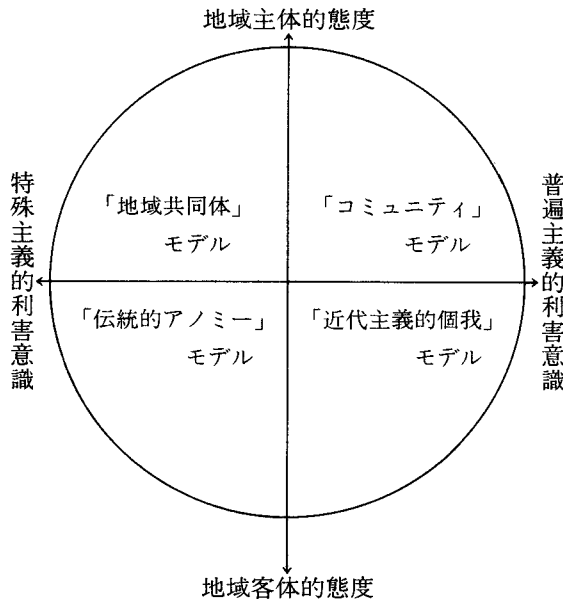 地域主体的態度
特殊主義的利害意識
「地域共同体」
モデル
「コミュニティ」
モデル
普遍主義的利害意識
「伝統的アノミー」
モデル
「近代主義的個我」
モデル
地域客体的態度